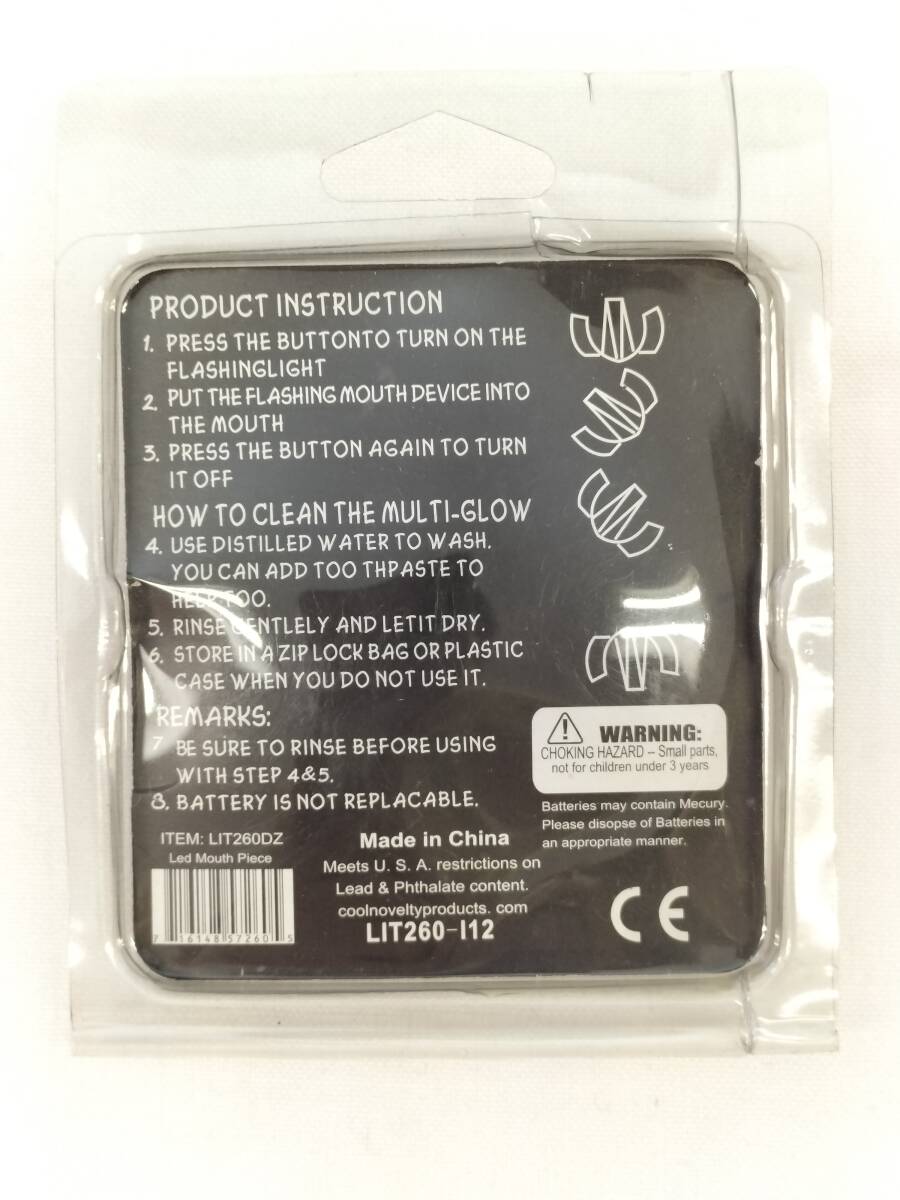 PRODUCT INSTRUCTION
1. PRESS THE BUTTONTO TURN ON THE
FLASHINGLIGHT
2. PUT THE FLASHING MOUTH DEVICE INTO
THE MOUTH
3. PRESS THE BUTTON AGAIN TO TURN
IT OFF
HOW TO CLEAN THE MULTI-GLOW
4. USE DISTILLED WATER TO WASH.
YOU CAN ADD TOO THPASTE TO
HELP TOO.
5. RINSE GENTLELY AND LETIT DRY.
6. STORE IN A ZIP LOCK BAG OR PLASTIC
CASE WHEN YOU DO NOT USE IT.
REMARKS:
7. BE SURE TO RINSE BEFORE USING
WITH STEP 4&5.
8. BATTERY IS NOT REPLACABLE.
WARNING:
CHOKING HAZARD – Small parts,
not for children under 3 years
Batteries may contain Mecury.
Please disopse of Batteries in
an appropriate manner.
ITEM: LIT260DZ
Led Mouth Piece
7 16148 57260 5
Made in China
Meets U. S. A. restrictions on
Lead & Phthalate content.
coolnoveltyproducts. com
LIT260-I12
CE